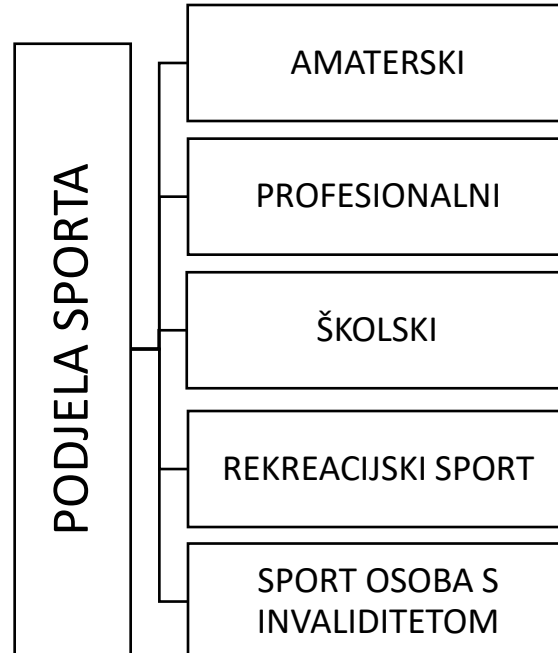 PODJELA SPORTA
AMATERSKI
PROFESIONALNI
ŠKOLSKI
REKREACIJSKI SPORT
SPORT OSOBA S
INVALIDITETOM